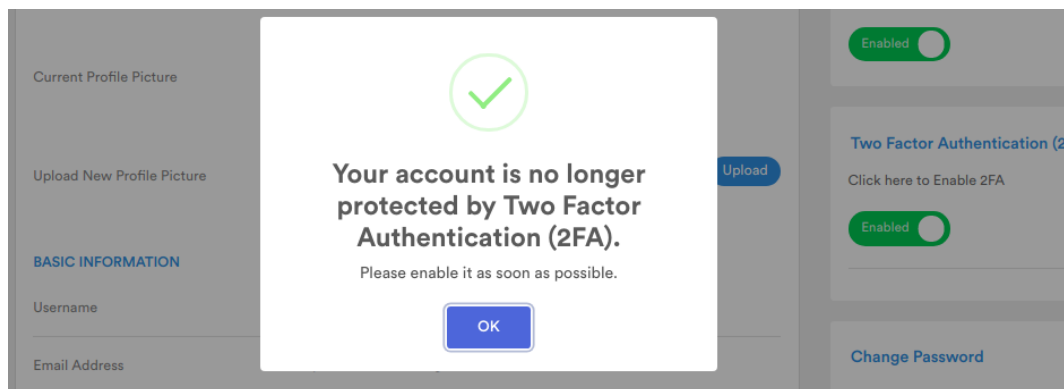 Current Profile Picture
Upload New Profile Picture
Upload
BASIC INFORMATION
Username
Email Address
Your account is no longer
protected by Two Factor
Authentication (2FA).
Please enable it as soon as possible.
OK
Enabled
Two Factor Authentication (2
Click here to Enable 2FA
Enabled
Change Password